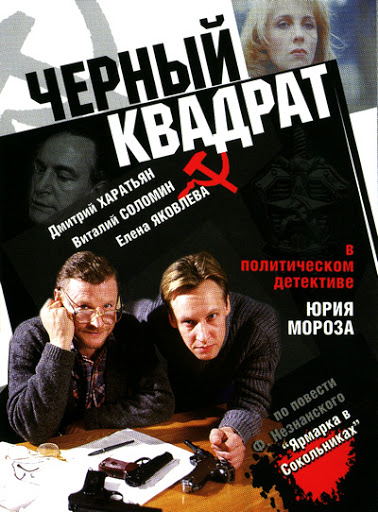 ЧЕРНЫЙ
КВАДРАТ
Дмитрий ХАРАТЬЯН
Виталий СОЛОМИН
Елена ЯКОВЛЕВА
в
политическом
детективе
ЮРИЯ
МОРОЗА
по повести
Ф. Незнанского
"Ярмарка в
Сокольниках"